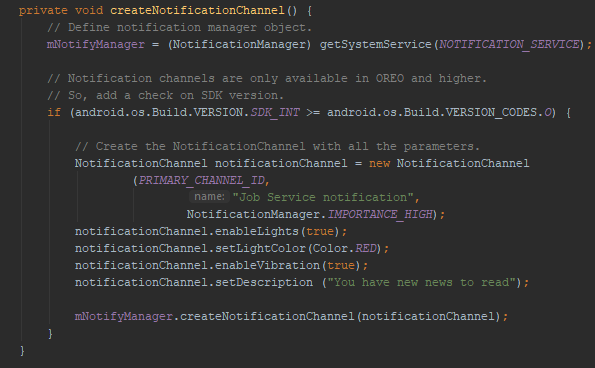 private void createNotificationChannel() {
// Define notification manager object.
mNotifyManager = (NotificationManager) getSystemService(NOTIFICATION_SERVICE);
// Notification channels are only available in OREO and higher.
// So, add a check on SDK version.
if (android.os.Build.VERSION.SDK_INT >= android.os.Build.VERSION_CODES.O) {
// Create the NotificationChannel with all the parameters.
NotificationChannel notificationChannel = new NotificationChannel
(PRIMARY_CHANNEL_ID,
name: "Job Service notification",
NotificationManager.IMPORTANCE_HIGH);
notificationChannel.enableLights(true);
notificationChannel.setLightColor(Color.RED);
notificationChannel.enableVibration(true);
notificationChannel.setDescription ("You have new news to read");
mNotifyManager.createNotificationChannel(notificationChannel);
}
}